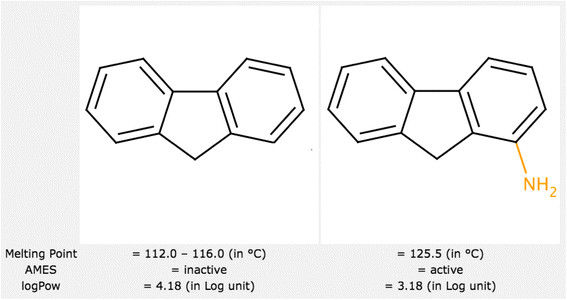 NH2
Melting Point = 112.0 – 116.0 (in °C) = 125.5 (in °C)
AMES = inactive = active
logPow = 4.18 (in Log unit) = 3.18 (in Log unit)